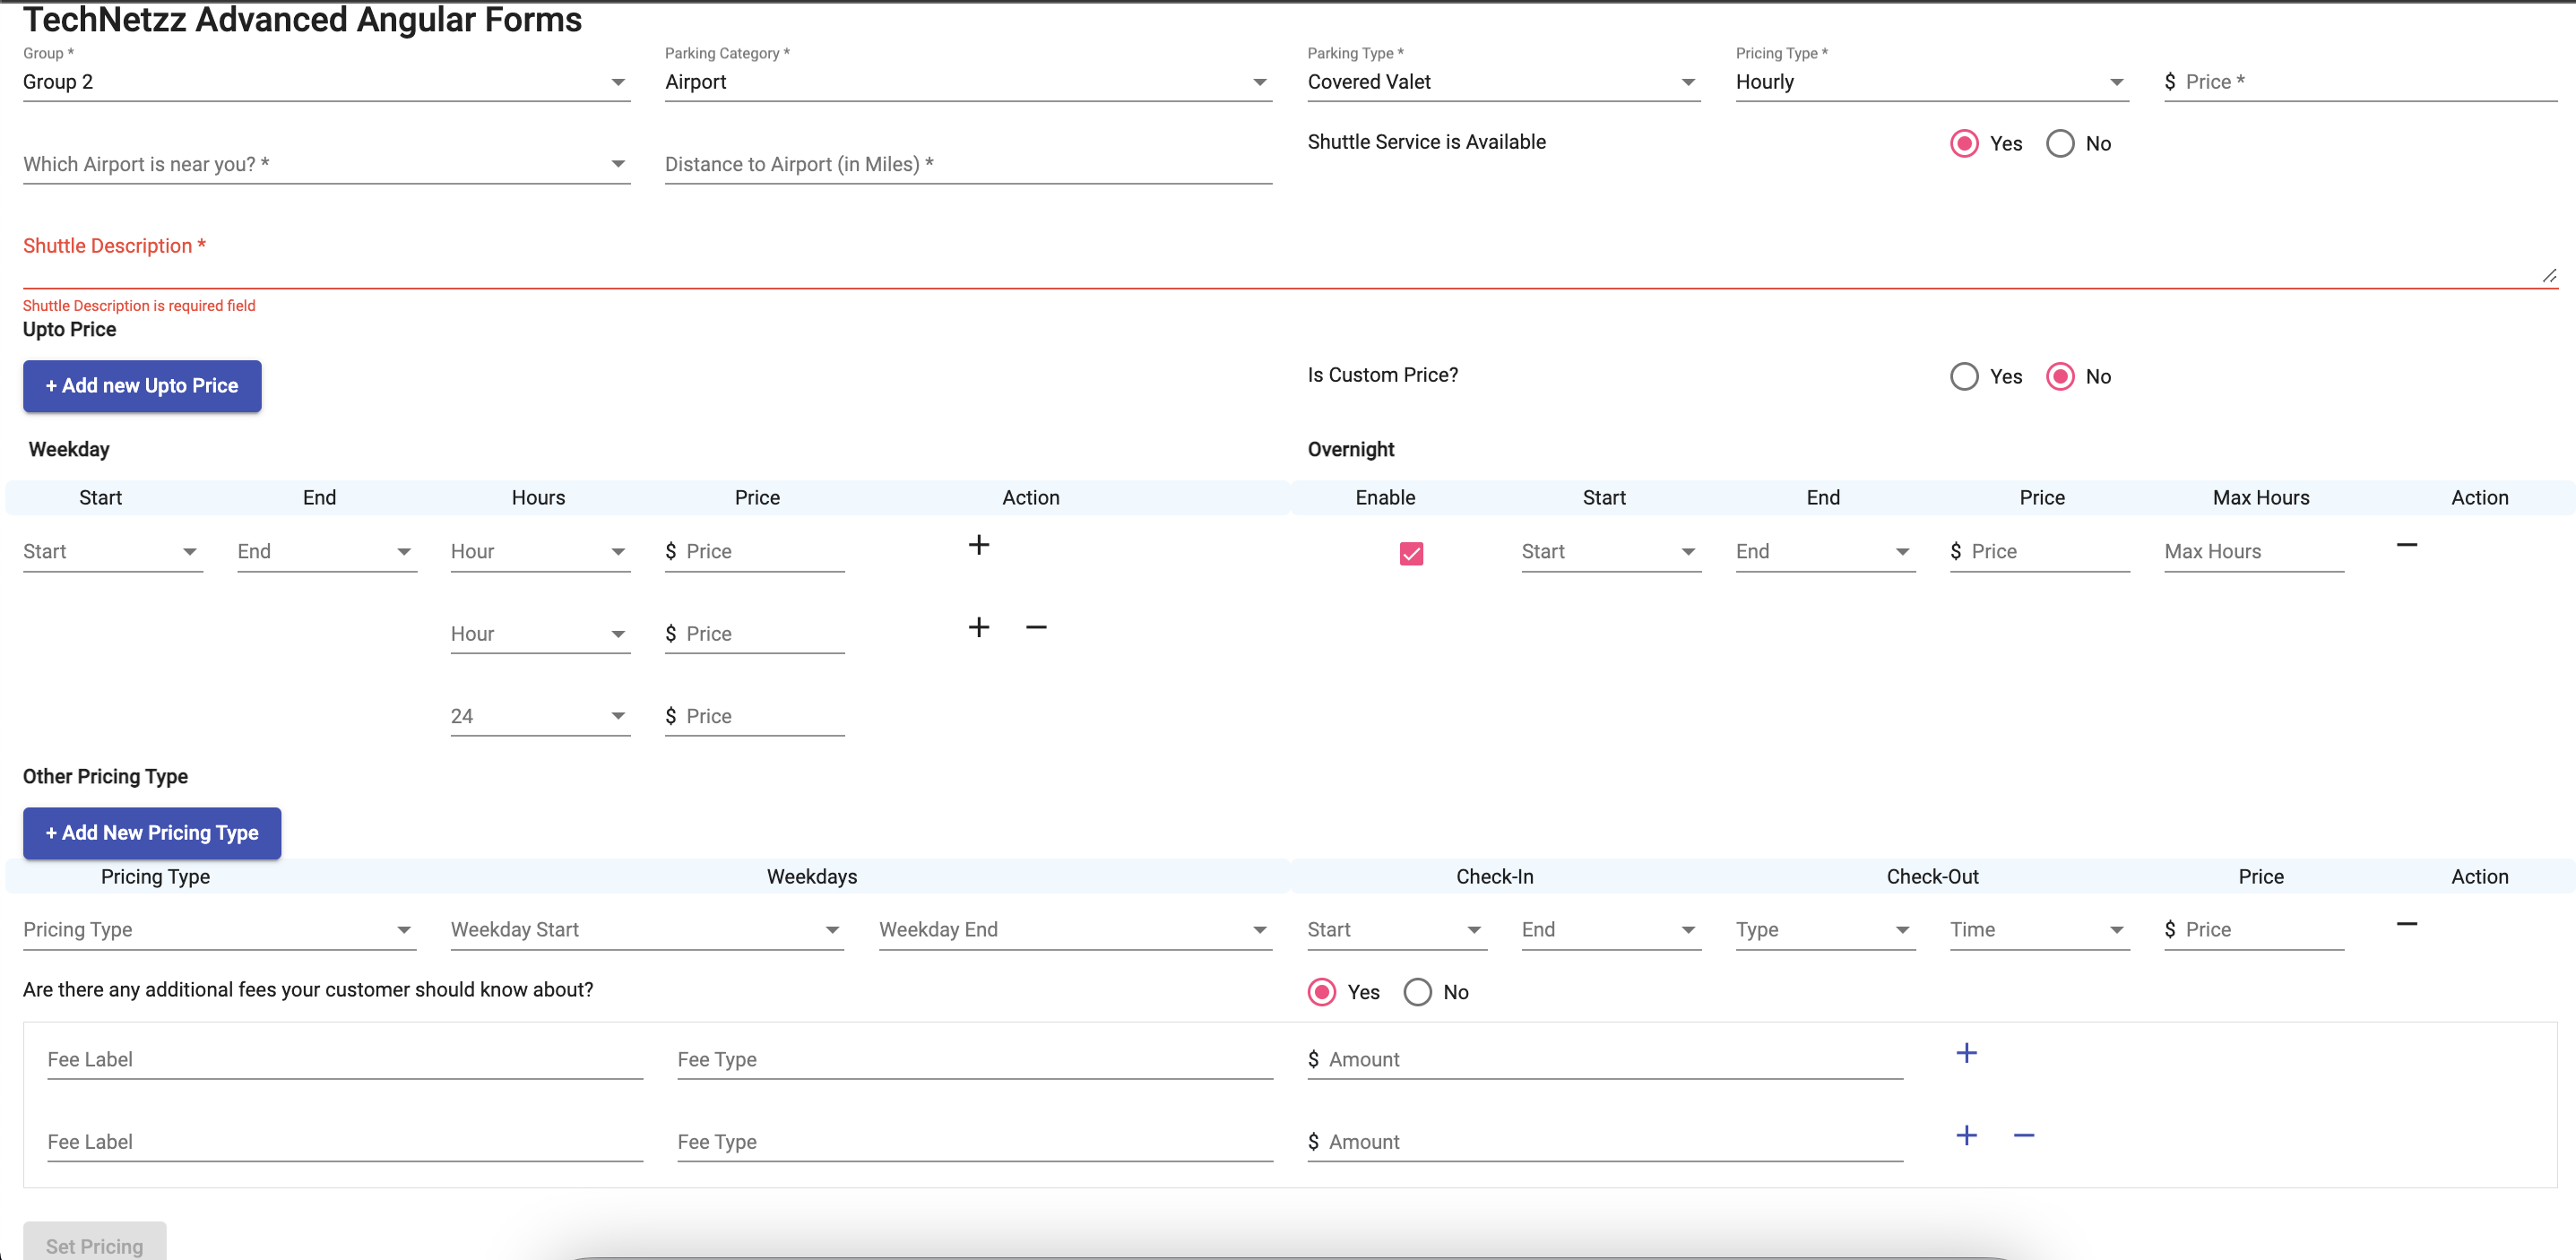 TechNetzz Advanced Angular Forms
Group * Parking Category * Parking Type * Pricing Type *
Group 2 Airport Covered Valet Hourly $ Price *
Shuttle Service is Available Yes No
Which Airport is near you? * Distance to Airport (in Miles) *
Shuttle Description *
Shuttle Description is required field
Upto Price
+ Add new Upto Price Is Custom Price? Yes No
Weekday Overnight
Start End Hours Price Action Enable Start End Price Max Hours Action
Start End Hour $ Price + Start End $ Price Max Hours −
Hour $ Price + −
24 $ Price
Other Pricing Type
+ Add New Pricing Type
Pricing Type Weekdays Check-In Check-Out Price Action
Pricing Type Weekday Start Weekday End Start End Type Time $ Price −
Are there any additional fees your customer should know about? Yes No
Fee Label Fee Type $ Amount +
Fee Label Fee Type $ Amount + −
Set Pricing